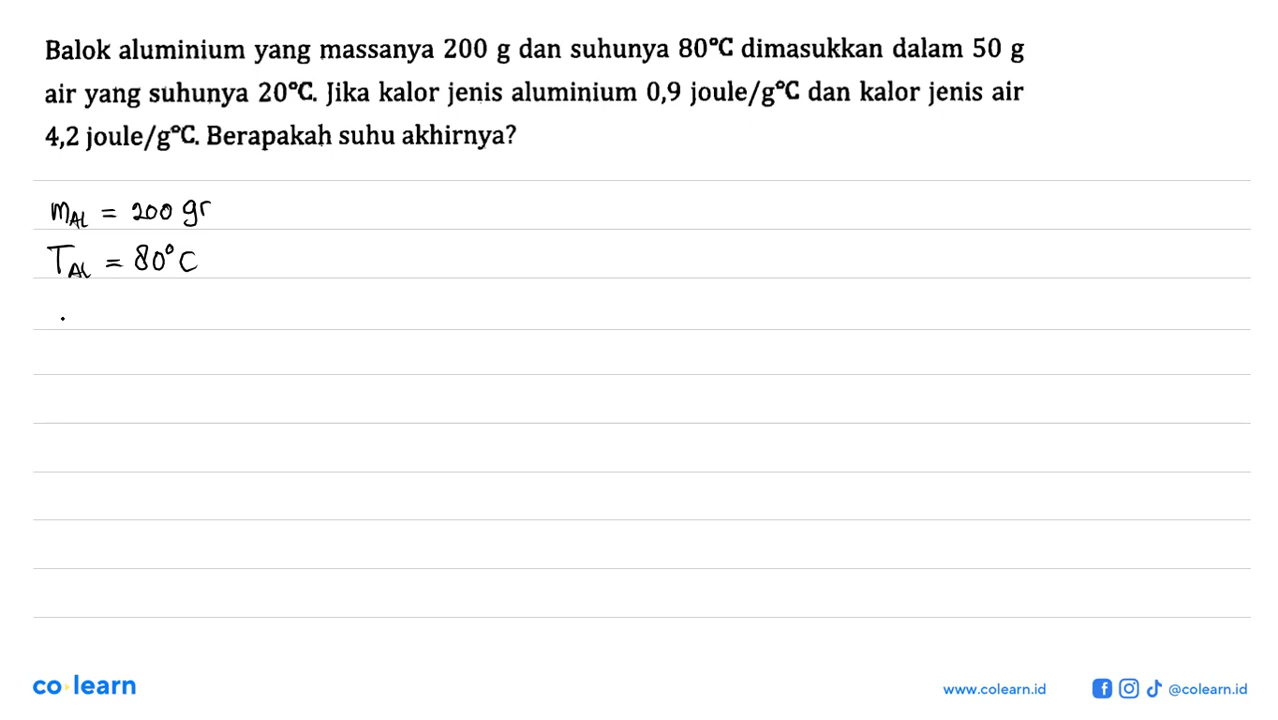 Balok aluminium yang massanya 200 g dan suhunya 80°C dimasukkan dalam 50 g
air yang suhunya 20°C. Jika kalor jenis aluminium 0,9 joule/g°C dan kalor jenis air
4,2 joule/g°C. Berapakah suhu akhirnya?
mAL = 200 gr
TAL = 80°C
co learn
www.colearn.id
@colearn.id